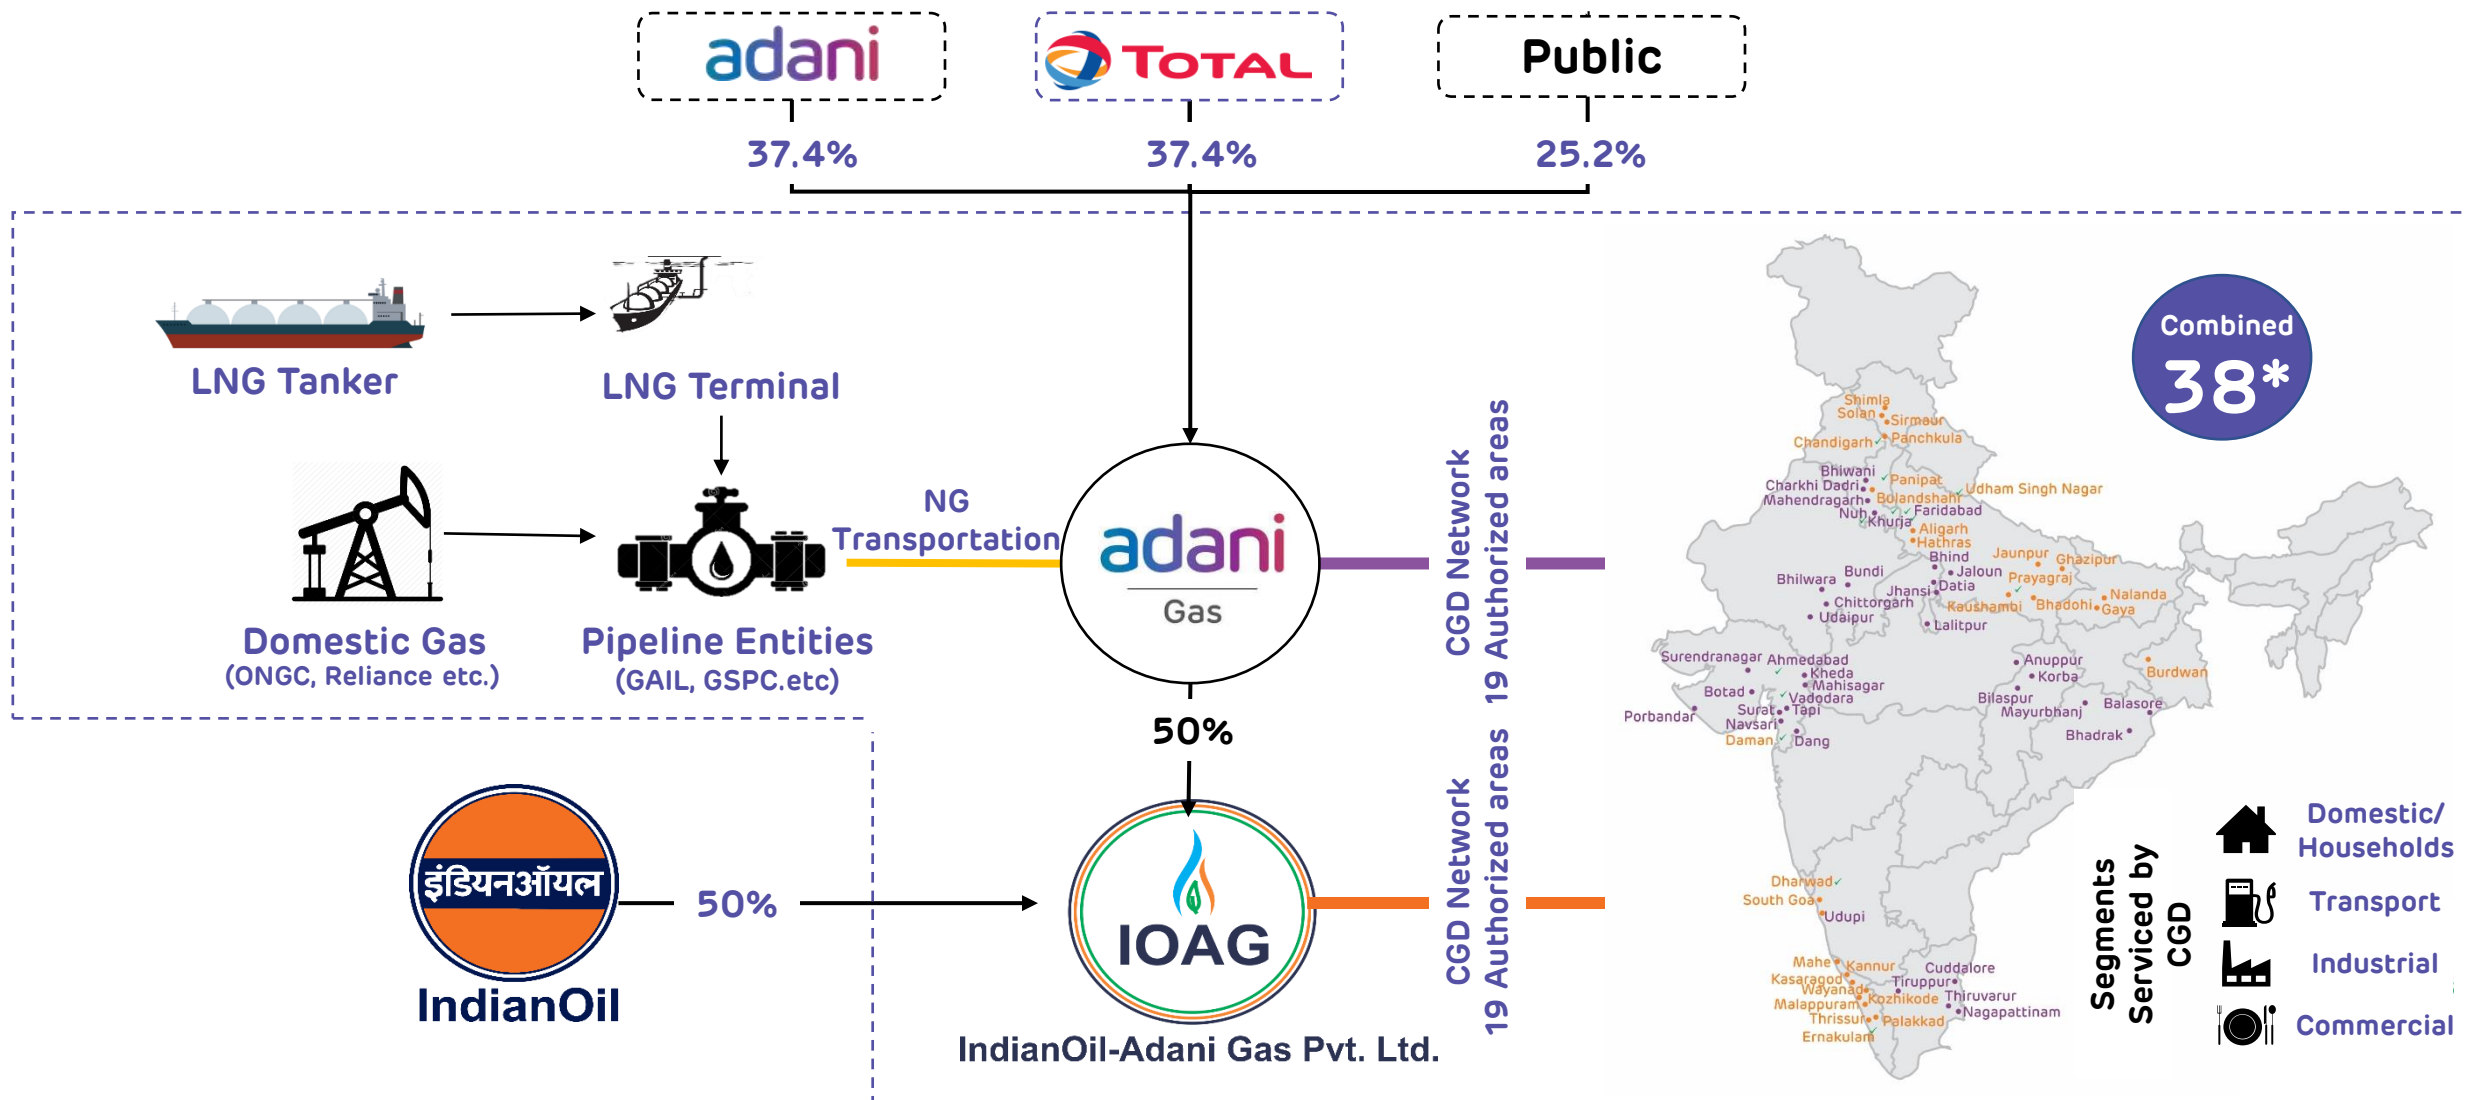 adani
TOTAL
Public
37.4%
37.4%
25.2%
LNG Tanker
LNG Terminal
Domestic Gas
(ONGC, Reliance etc.)
Pipeline Entities
(GAIL, GSPC.etc)
NG
Transportation
adani
Gas
50%
इंडियनऑयल
IndianOil
50%
IOAG
IndianOil-Adani Gas Pvt. Ltd.
CGD Network
19 Authorized areas
CGD Network
19 Authorized areas
Combined
38*
Shimla
Solan
Sirmaur
Chandigarh
Panchkula
Bhiwani
Panipat
Charkhi Dadri
Udham Singh Nagar
Mahendragarh
Bulandshahr
Nuh
Faridabad
Khurja
Aligarh
Hathras
Bhind
Jaunpur
Ghazipur
Bundi
Jaloun
Bhilwara
Prayagraj
Jhansi
Datia
Chittorgarh
Kaushambi
Bhadohi
Nalanda
Gaya
Udaipur
Lalitpur
Surendranagar
Ahmedabad
Anuppur
Kheda
Korba
Burdwan
Mahisagar
Botad
Vadodara
Bilaspur
Balasore
Porbandar
Surat
Tapi
Mayurbhanj
Navsari
Bhadrak
Daman
Dang
Dharwad
South Goa
Udupi
Mahe
Kannur
Cuddalore
Kasaragod
Tiruppur
Wayanad
Kozhikode
Thiruvarur
Malappuram
Nagapattinam
Thrissur
Palakkad
Ernakulam
Segments
Serviced by
CGD
Domestic/
Households
Transport
Industrial
Commercial